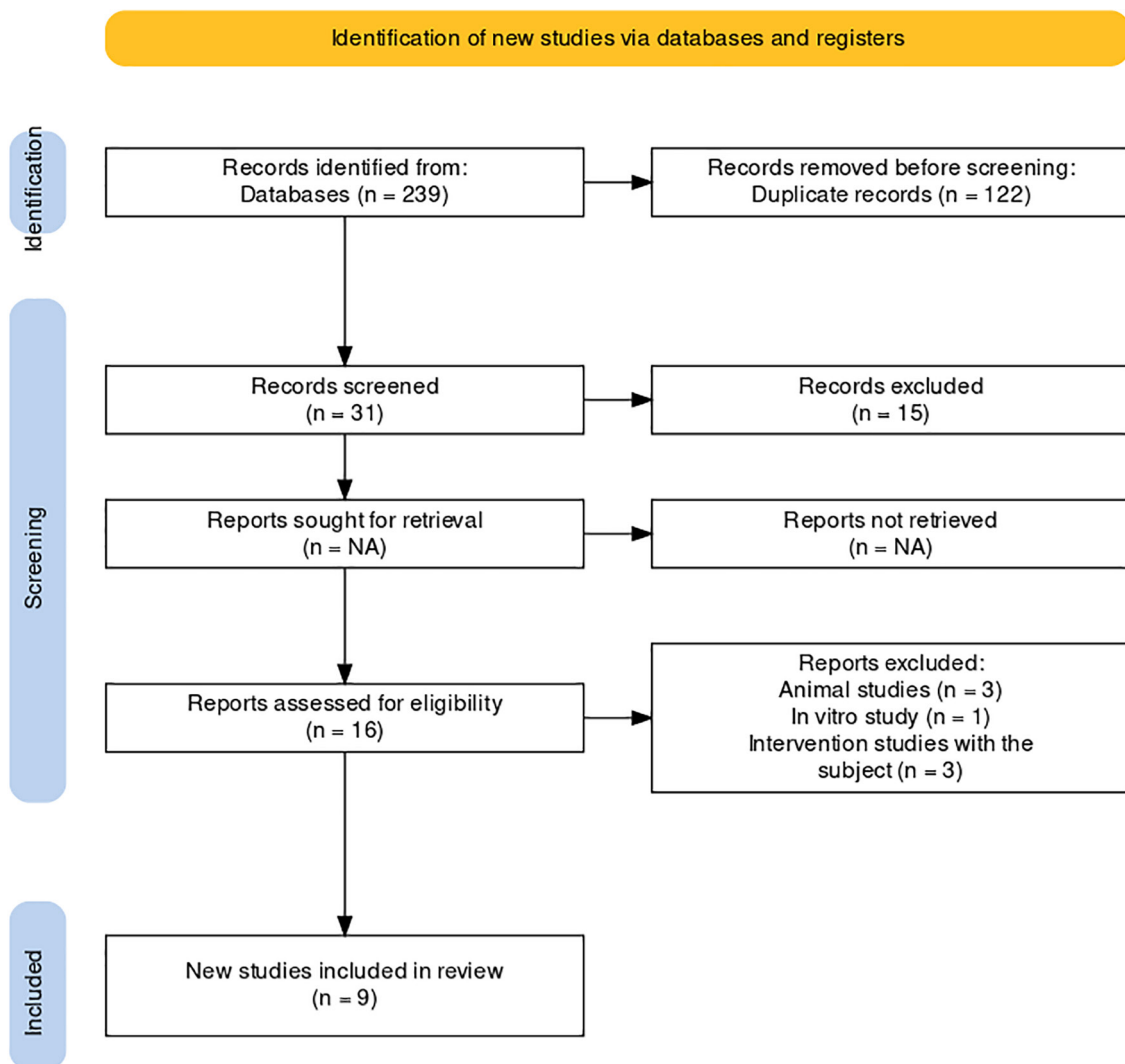 Identification of new studies via databases and registers
Identification
Records identified from:
Databases (n = 239)
Records removed before screening:
Duplicate records (n = 122)
Screening
Records screened
(n = 31)
Records excluded
(n = 15)
Reports sought for retrieval
(n = NA)
Reports not retrieved
(n = NA)
Reports assessed for eligibility
(n = 16)
Reports excluded:
Animal studies (n = 3)
In vitro study (n = 1)
Intervention studies with the
subject (n = 3)
Included
New studies included in review
(n = 9)